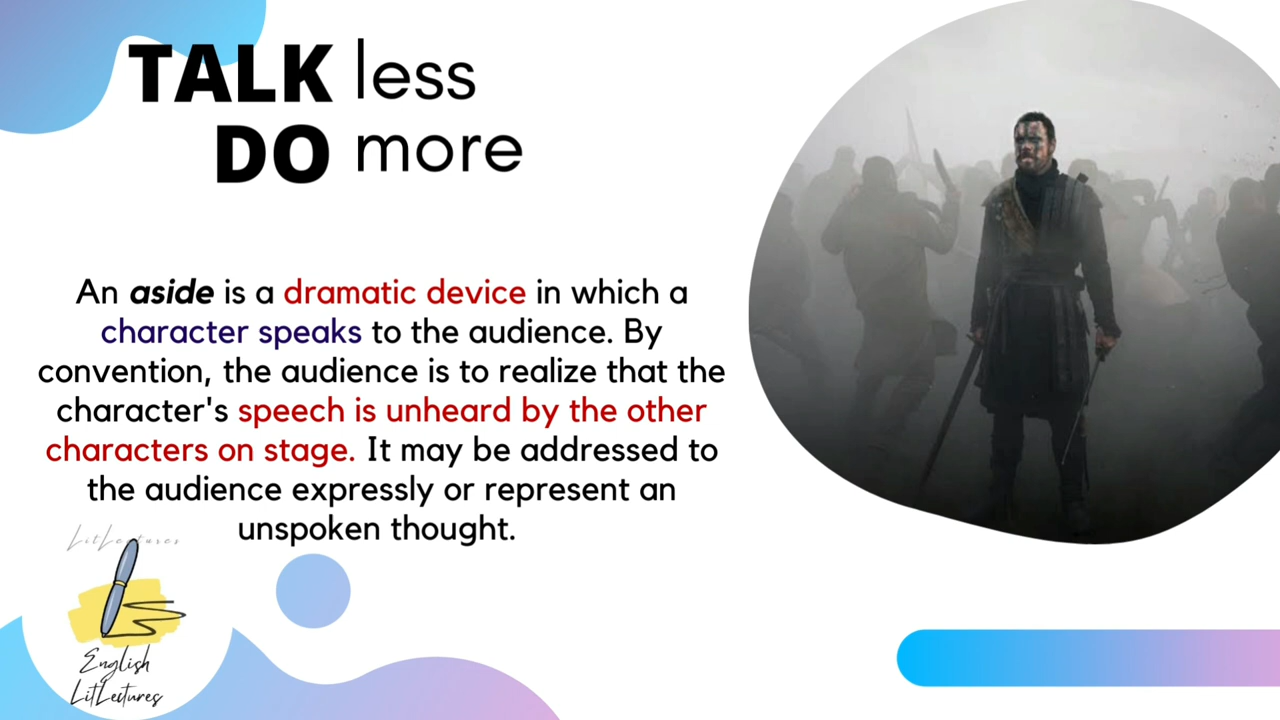 TALK less
DO more
An aside is a dramatic device in which a
character speaks to the audience. By
convention, the audience is to realize that the
character's speech is unheard by the other
characters on stage. It may be addressed to
the audience expressly or represent an
unspoken thought.
LitLectures
English
LitLectures